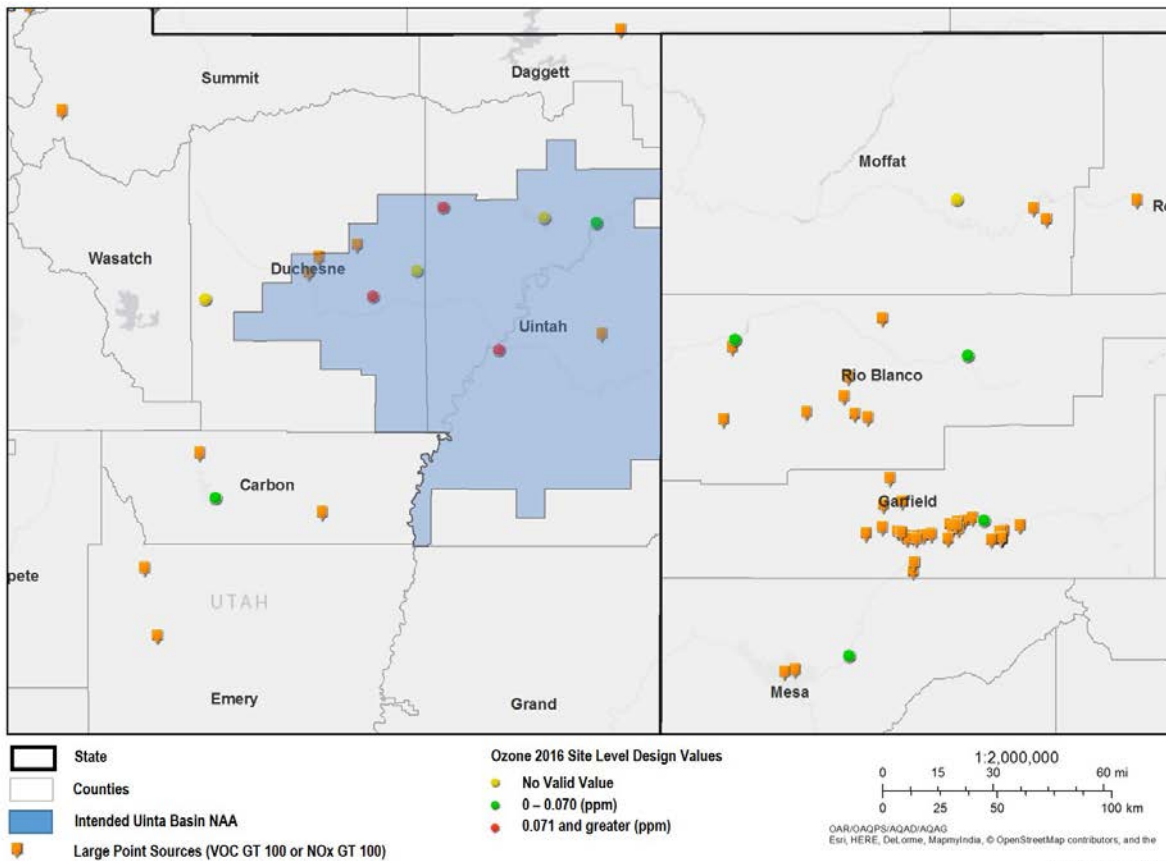 Summit
Daggett
Moffat
Ro
Wasatch
Duchesne
Uintah
Rio Blanco
Carbon
Garfield
pete
UTAH
Emery
Grand
Mesa
State
Counties
Intended Uinta Basin NAA
Large Point Sources (VOC GT 100 or NOx GT 100)
Ozone 2016 Site Level Design Values
No Valid Value
0 – 0.070 (ppm)
0.071 and greater (ppm)
1:2,000,000
0 15 30 60 mi
0 25 50 100 km
OAR/OAQPS/AQAD/AQAG
Esri, HERE, DeLorme, MapmyIndia, © OpenStreetMap contributors, and the